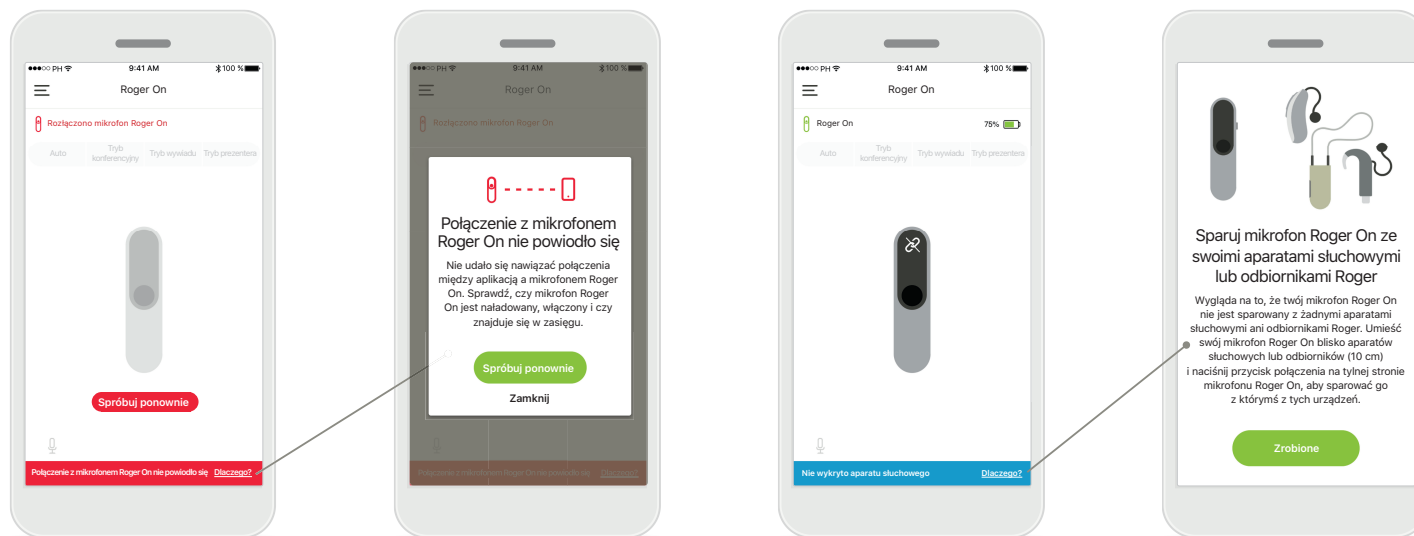 PH 9:41 AM 100 %
Roger On
Rozłączono mikrofon Roger On
Auto Tryb konferencyjny Tryb wywiadu Tryb prezentera
Spróbuj ponownie
Połączenie z mikrofonem Roger On nie powiodło się Dlaczego?
PH 9:41 AM 100 %
Roger On
Rozłączono mikrofon Roger On
Połączenie z mikrofonem
Roger On nie powiodło się
Nie udało się nawiązać połączenia
między aplikacją a mikrofonem Roger
On. Sprawdź, czy mikrofon Roger
On jest naładowany, włączony i czy
znajduje się w zasięgu.
Spróbuj ponownie
Zamknij
Połączenie z mikrofonem Roger On nie powiodło się Dlaczego?
PH 9:41 AM 100 %
Roger On
Roger On 75%
Auto Tryb konferencyjny Tryb wywiadu Tryb prezentera
Nie wykryto aparatu słuchowego Dlaczego?
Sparuj mikrofon Roger On ze
swoimi aparatami słuchowymi
lub odbiornikami Roger
Wygląda na to, że twój mikrofon Roger On
nie jest sparowany z żadnymi aparatami
słuchowymi ani odbiornikami Roger. Umieść
swój mikrofon Roger On blisko aparatów
słuchowych lub odbiorników (10 cm)
i naciśnij przycisk połączenia na tylnej stronie
mikrofonu Roger On, aby sparować go
z którymś z tych urządzeń.
Zrobione